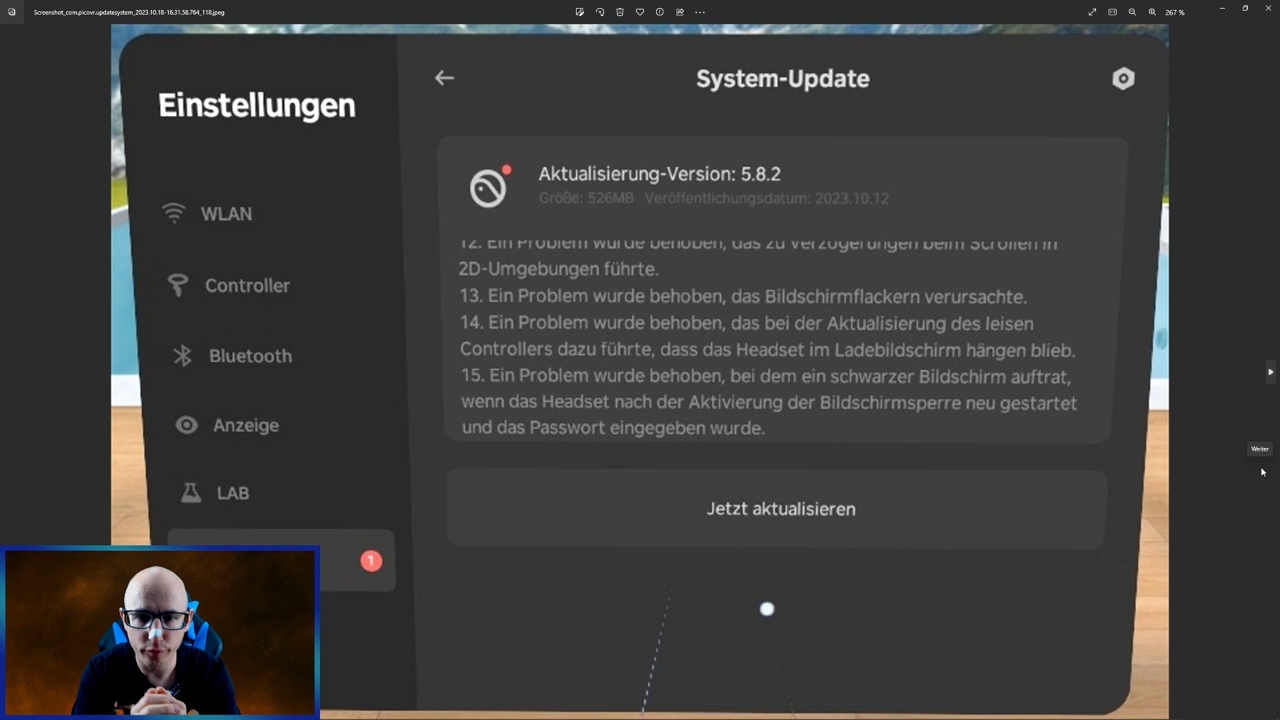 Screenshot_com.picovr.updatesystem_2023.10.18-16.31.58.764_118.jpeg
267 %
Einstellungen
WLAN
Controller
Bluetooth
Anzeige
LAB
1
System-Update
Aktualisierung-Version: 5.8.2
Größe: 526MB Veröffentlichungsdatum: 2023.10.12
12. Ein Problem wurde behoben, das zu Verzögerungen beim Scrollen in
2D-Umgebungen führte.
13. Ein Problem wurde behoben, das Bildschirmflackern verursachte.
14. Ein Problem wurde behoben, das bei der Aktualisierung des leisen
Controllers dazu führte, dass das Headset im Ladebildschirm hängen blieb.
15. Ein Problem wurde behoben, bei dem ein schwarzer Bildschirm auftrat,
wenn das Headset nach der Aktivierung der Bildschirmsperre neu gestartet
und das Passwort eingegeben wurde.
Jetzt aktualisieren
Weiter